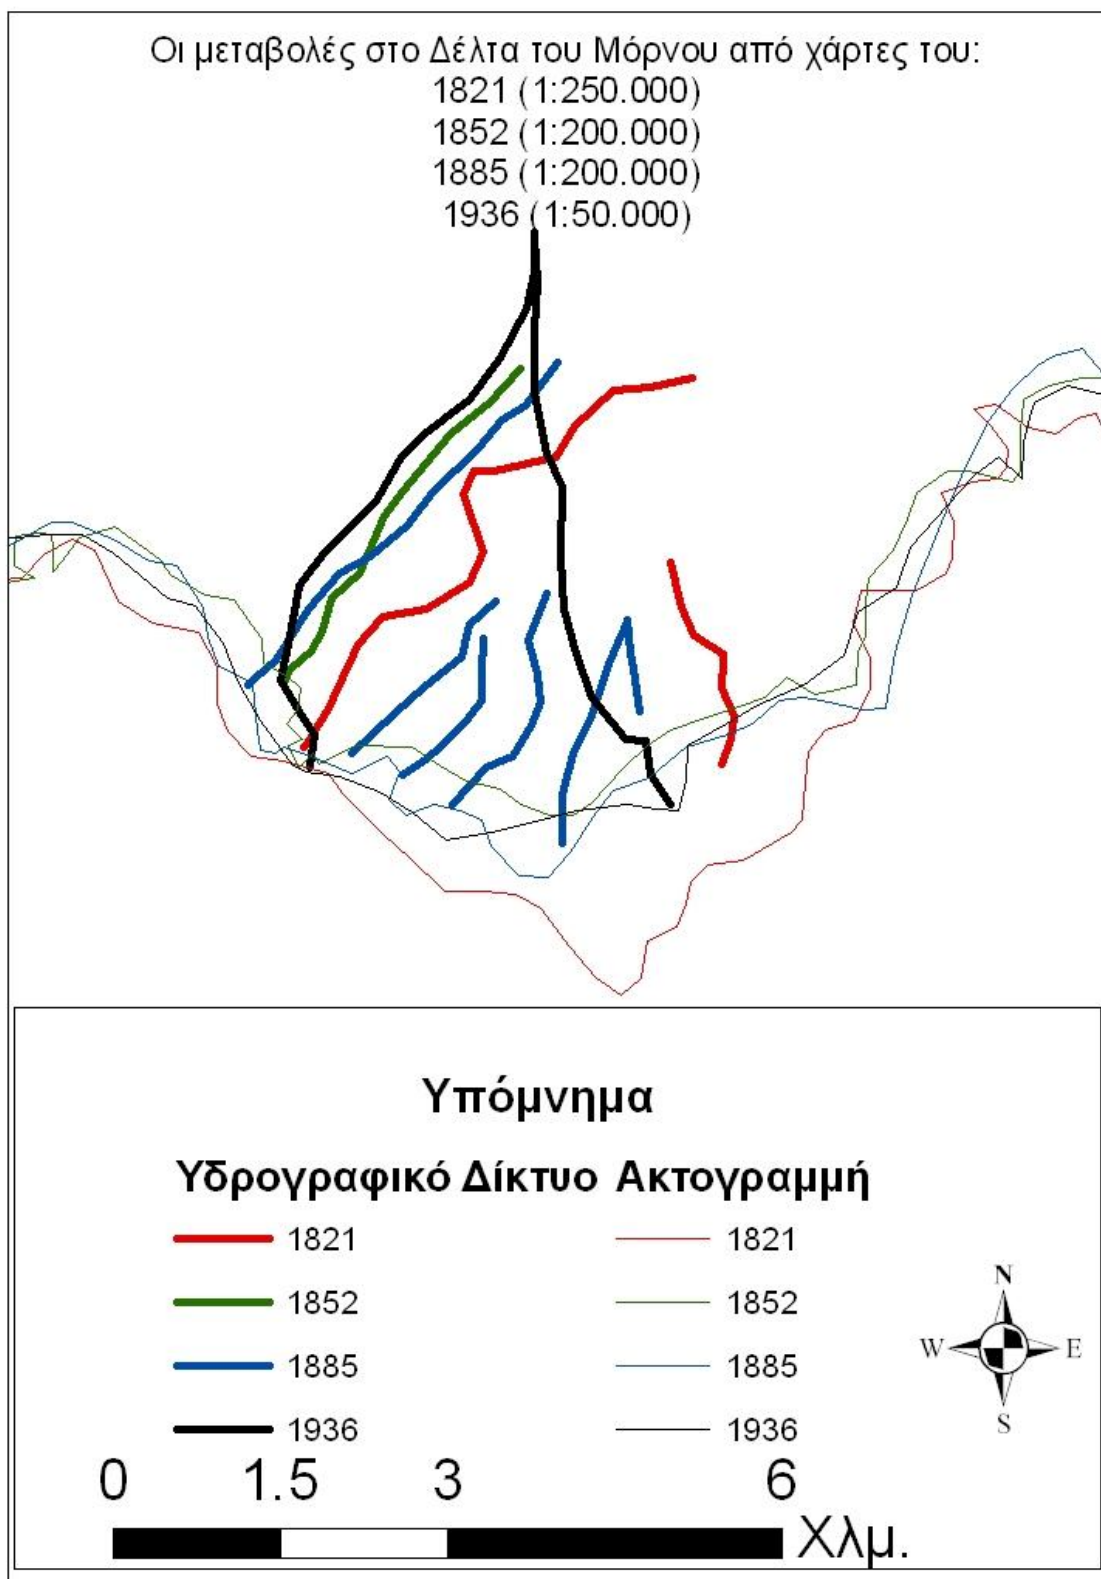 Οι μεταβολές στο Δέλτα του Μόρνου από χάρτες του:
1821 (1:250.000)
1852 (1:200.000)
1885 (1:200.000)
1936 (1:50.000)
Υπόμνημα
Υδρογραφικό Δίκτυο Ακτογραμμή
1821 1821
1852 1852
1885 1885
1936 1936
N
W E
S
0 1.5 3 6
Χλμ.